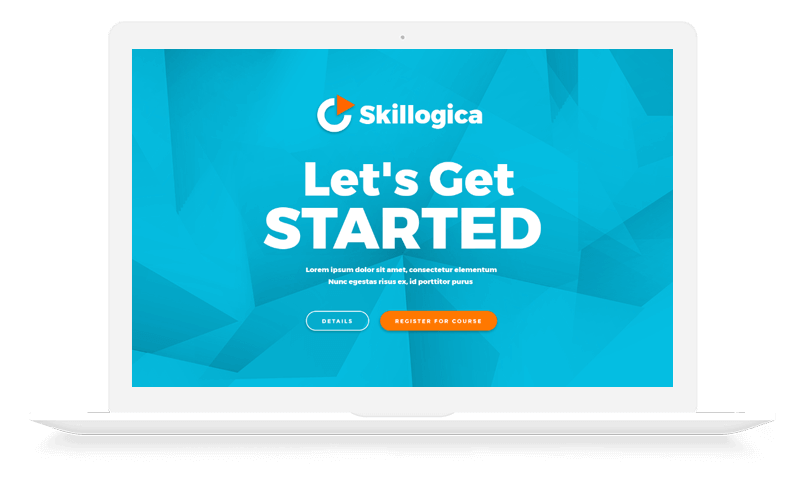 Skillogica
Let's Get
STARTED
Lorem ipsum dolor sit amet, consectetur elementum
Nunc egestas risus ex, id porttitor purus
DETAILS
REGISTER FOR COURSE